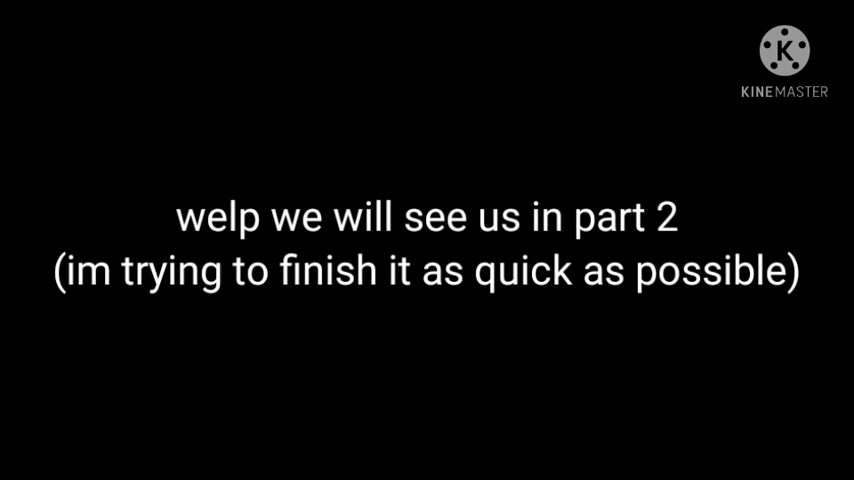 K
KINEMASTER
welp we will see us in part 2
(im trying to finish it as quick as possible)